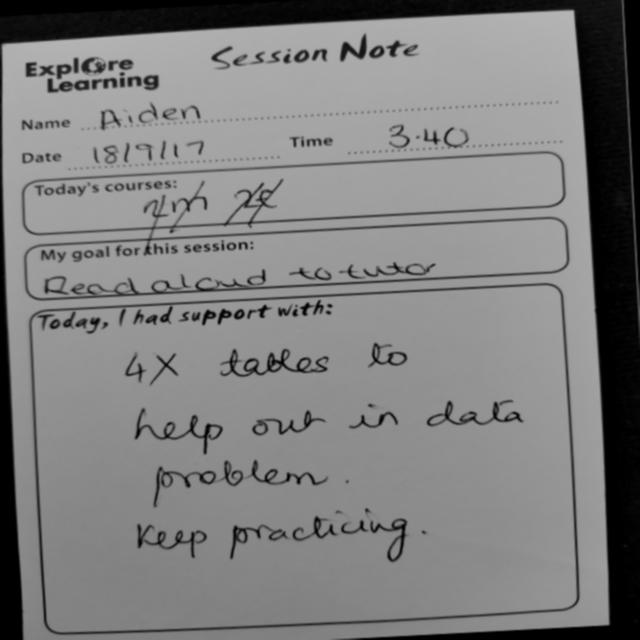 Explore
Learning
Session Note
Name Aiden
Date 18/9/17 Time 3.40
Today's courses:
My goal for this session:
Read aloud to tutor
Today, I had support with:
4X tables to
help out in data
problem.
Keep practicing.